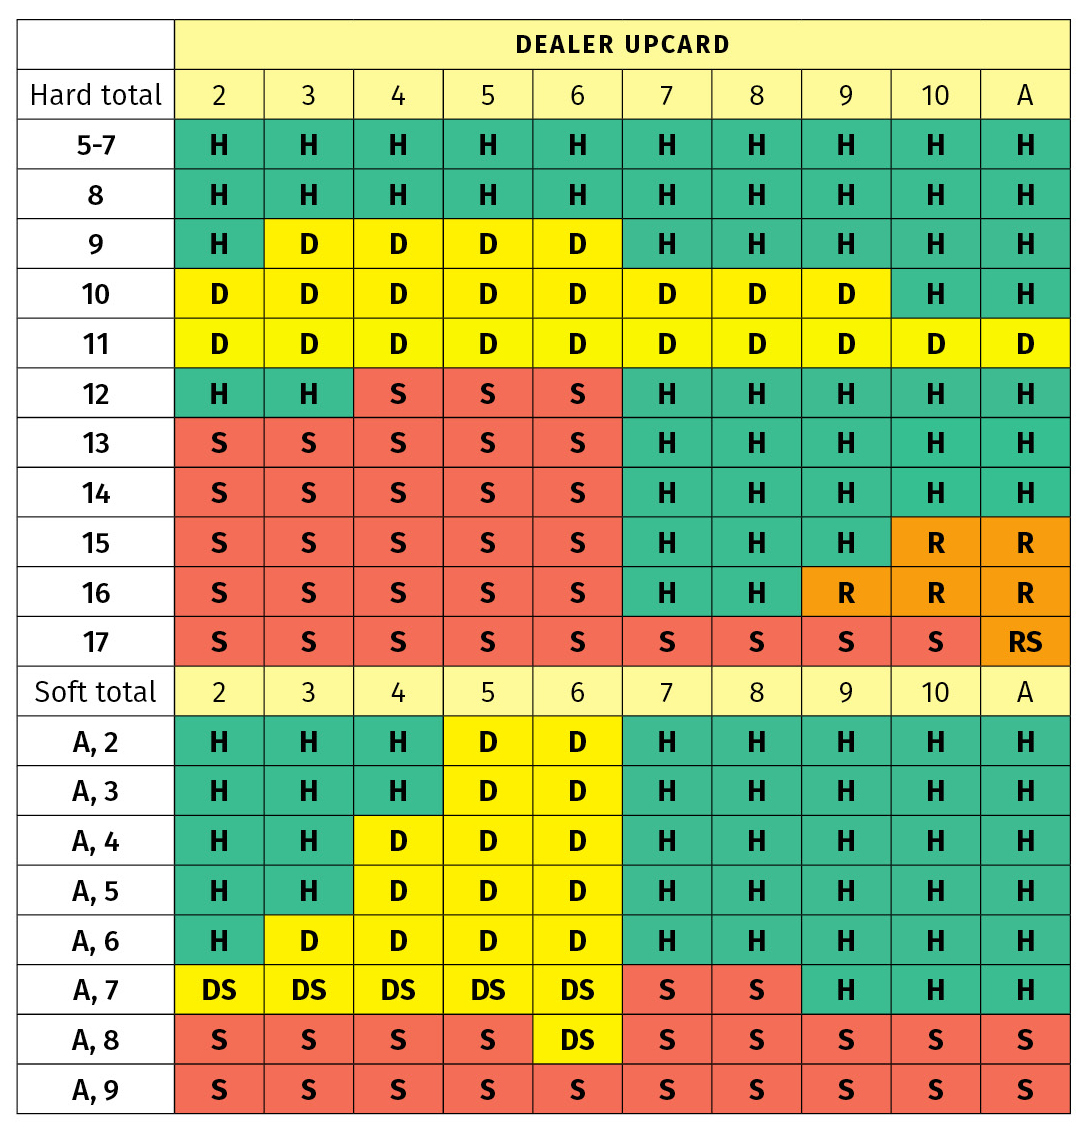 DEALER UPCARD
Hard total 2 3 4 5 6 7 8 9 10 A
5-7 H H H H H H H H H H
8 H H H H H H H H H H
9 H D D D D H H H H H
10 D D D D D D D D H H
11 D D D D D D D D D D
12 H H S S S H H H H H
13 S S S S S H H H H H
14 S S S S S H H H H H
15 S S S S S H H H R R
16 S S S S S H H R R R
17 S S S S S S S S S RS
Soft total 2 3 4 5 6 7 8 9 10 A
A, 2 H H H D D H H H H H
A, 3 H H H D D H H H H H
A, 4 H H D D D H H H H H
A, 5 H H D D D H H H H H
A, 6 H D D D D H H H H H
A, 7 DS DS DS DS DS S S H H H
A, 8 S S S S DS S S S S S
A, 9 S S S S S S S S S S